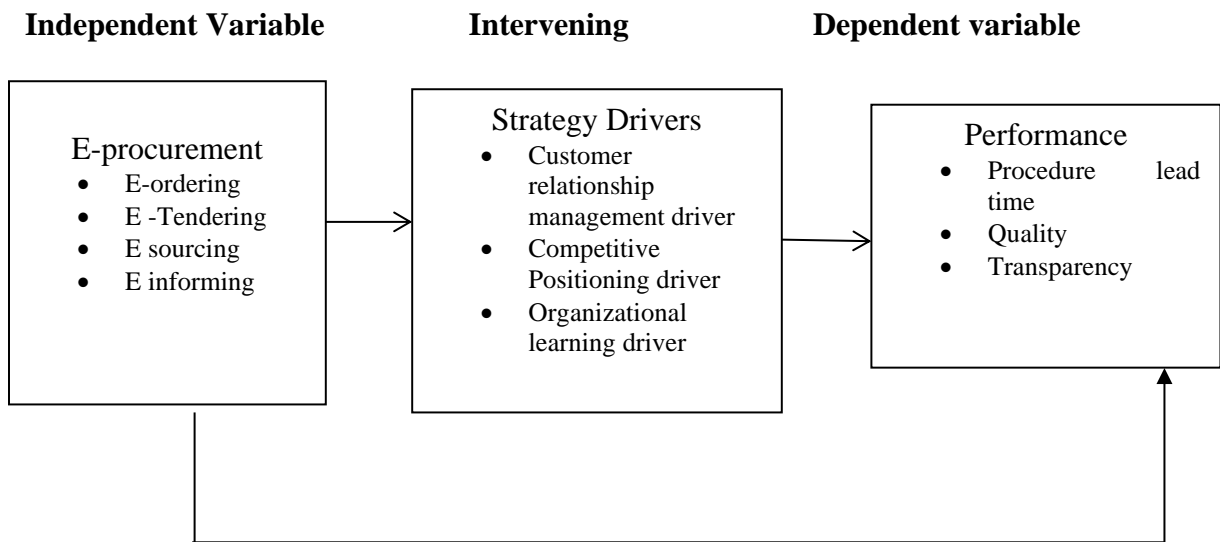 Independent Variable
Intervening
Dependent variable
E-procurement
• E-ordering
• E -Tendering
• E sourcing
• E informing
Strategy Drivers
• Customer
relationship
management driver
• Competitive
Positioning driver
• Organizational
learning driver
Performance
• Procedure lead
time
• Quality
• Transparency